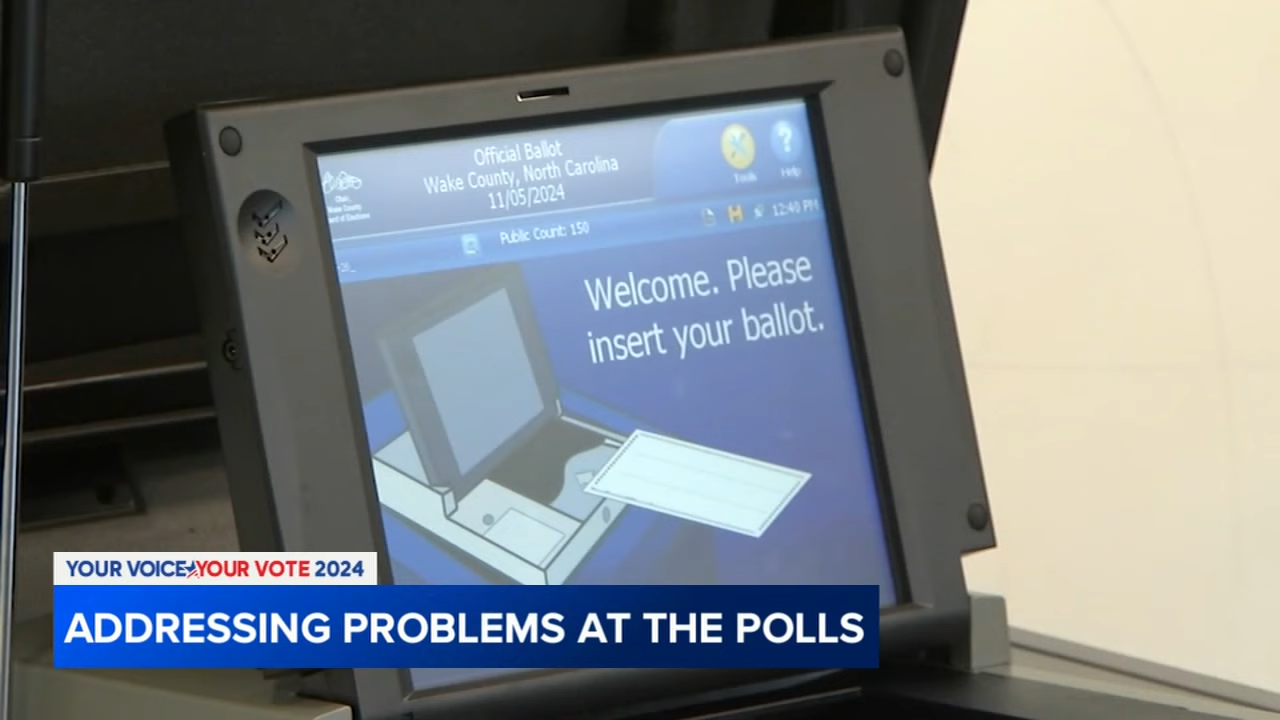 Official Ballot
Wake County, North Carolina
11/05/2024
Tools
Help
Public Count: 150
12:40 PM
Welcome. Please
insert your ballot.
YOUR VOICE YOUR VOTE 2024
ADDRESSING PROBLEMS AT THE POLLS